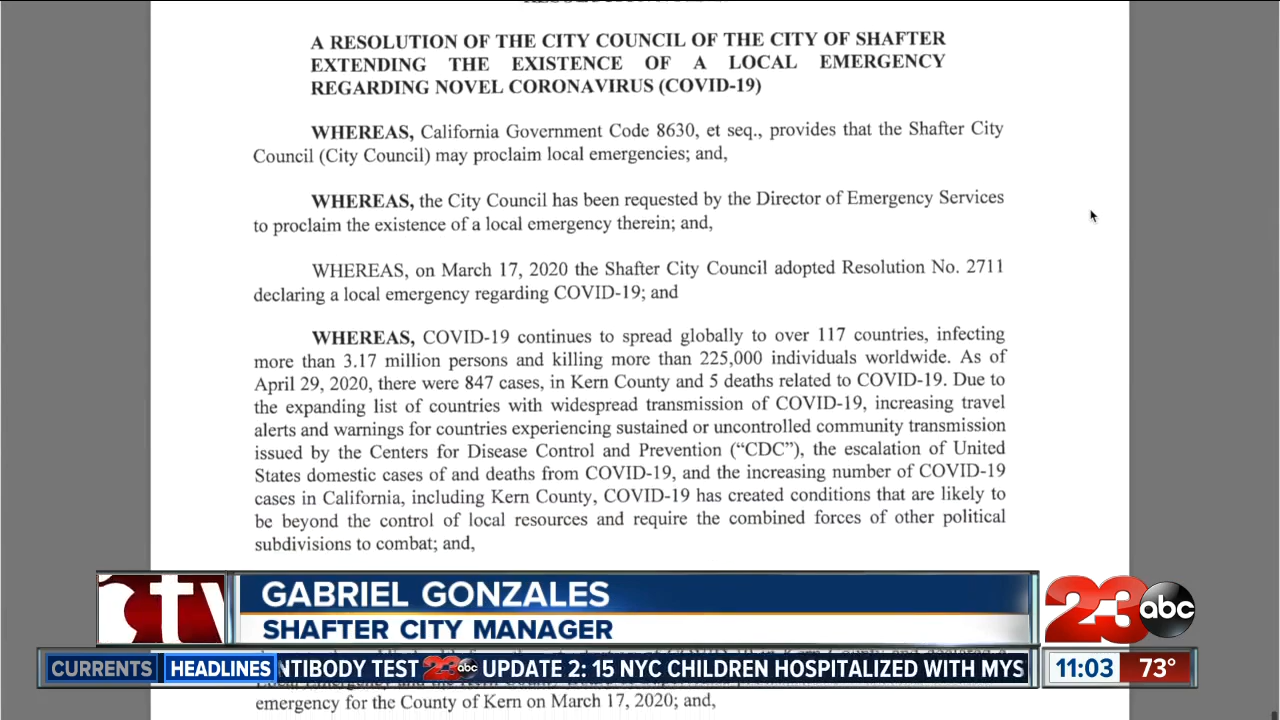 A RESOLUTION OF THE CITY COUNCIL OF THE CITY OF SHAFTER
EXTENDING THE EXISTENCE OF A LOCAL EMERGENCY
REGARDING NOVEL CORONAVIRUS (COVID-19)
WHEREAS, California Government Code 8630, et seq., provides that the Shafter City
Council (City Council) may proclaim local emergencies; and,
WHEREAS, the City Council has been requested by the Director of Emergency Services
to proclaim the existence of a local emergency therein; and,
WHEREAS, on March 17, 2020 the Shafter City Council adopted Resolution No. 2711
declaring a local emergency regarding COVID-19; and
WHEREAS, COVID-19 continues to spread globally to over 117 countries, infecting
more than 3.17 million persons and killing more than 225,000 individuals worldwide. As of
April 29, 2020, there were 847 cases, in Kern County and 5 deaths related to COVID-19. Due to
the expanding list of countries with widespread transmission of COVID-19, increasing travel
alerts and warnings for countries experiencing sustained or uncontrolled community transmission
issued by the Centers for Disease Control and Prevention (“CDC”), the escalation of United
States domestic cases of and deaths from COVID-19, and the increasing number of COVID-19
cases in California, including Kern County, COVID-19 has created conditions that are likely to
be beyond the control of local resources and require the combined forces of other political
subdivisions to combat; and,
GABRIEL GONZALES
SHAFTER CITY MANAGER
23 abc
CURRENTS HEADLINES NTIBODY TEST 23 abc UPDATE 2: 15 NYC CHILDREN HOSPITALIZED WITH MYS
11:03 73°
emergency for the County of Kern on March 17, 2020; and,